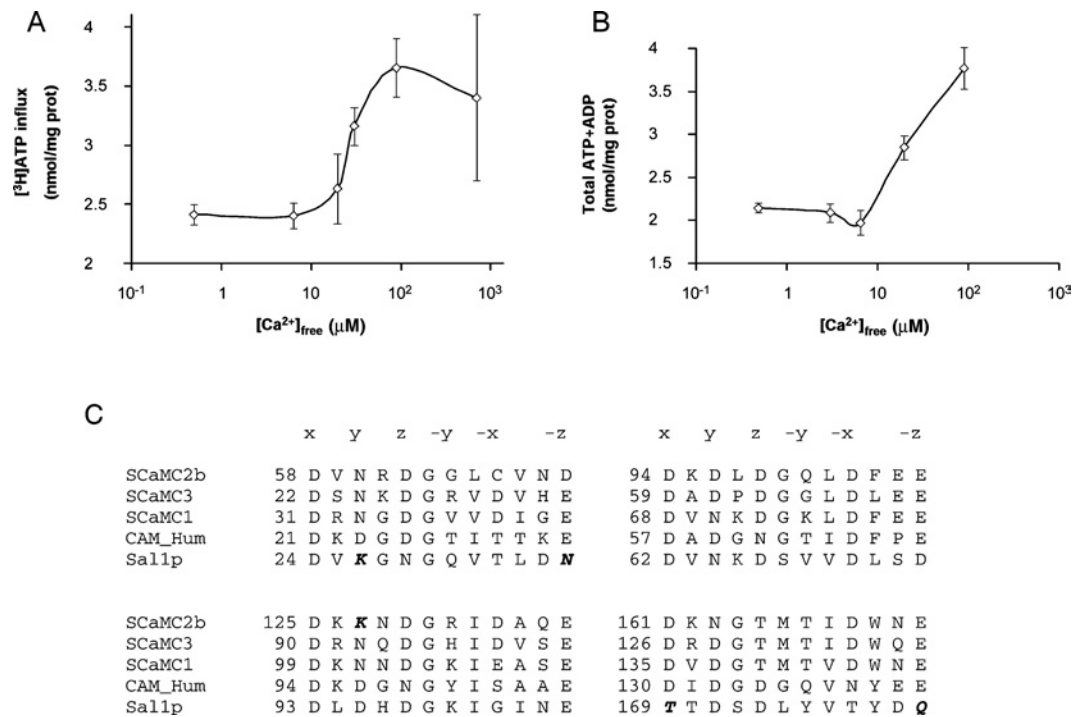 A
B
[³H]ATP influx
(nmol/mg prot)
4
3.5
3
2.5
2
10⁻¹ 1 10 10² 10³
[Ca²⁺]free (µM)
Total ATP+ADP
(nmol/mg prot)
4
3.5
3
2.5
2
1.5
10⁻¹ 1 10 10² 10³
[Ca²⁺]free (µM)
C
x y z -y -x -z x y z -y -x -z
SCaMC2b 58 D V N R D G G L C V N D 94 D K D L D G Q L D F E E
SCaMC3 22 D S N K D G R V D V H E 59 D A D P D G G L D L E E
SCaMC1 31 D R N G D G V V D I G E 68 D V N K D G K L D F E E
CAM_Hum 21 D K D G D G T I T T K E 57 D A D G N G T I D F P E
Sal1p 24 D V K G N G Q V T L D N 62 D V N K D S V V D L S D
SCaMC2b 125 D K K N D G R I D A Q E 161 D K N G T M T I D W N E
SCaMC3 90 D R N Q D G H I D V S E 126 D R D G T M T I D W Q E
SCaMC1 99 D K N N D G K I E A S E 135 D V D G T M T V D W N E
CAM_Hum 94 D K D G N G Y I S A A E 130 D I D G D G Q V N Y E E
Sal1p 93 D L D H D G K I G I N E 169 T T D S D L Y V T Y D Q